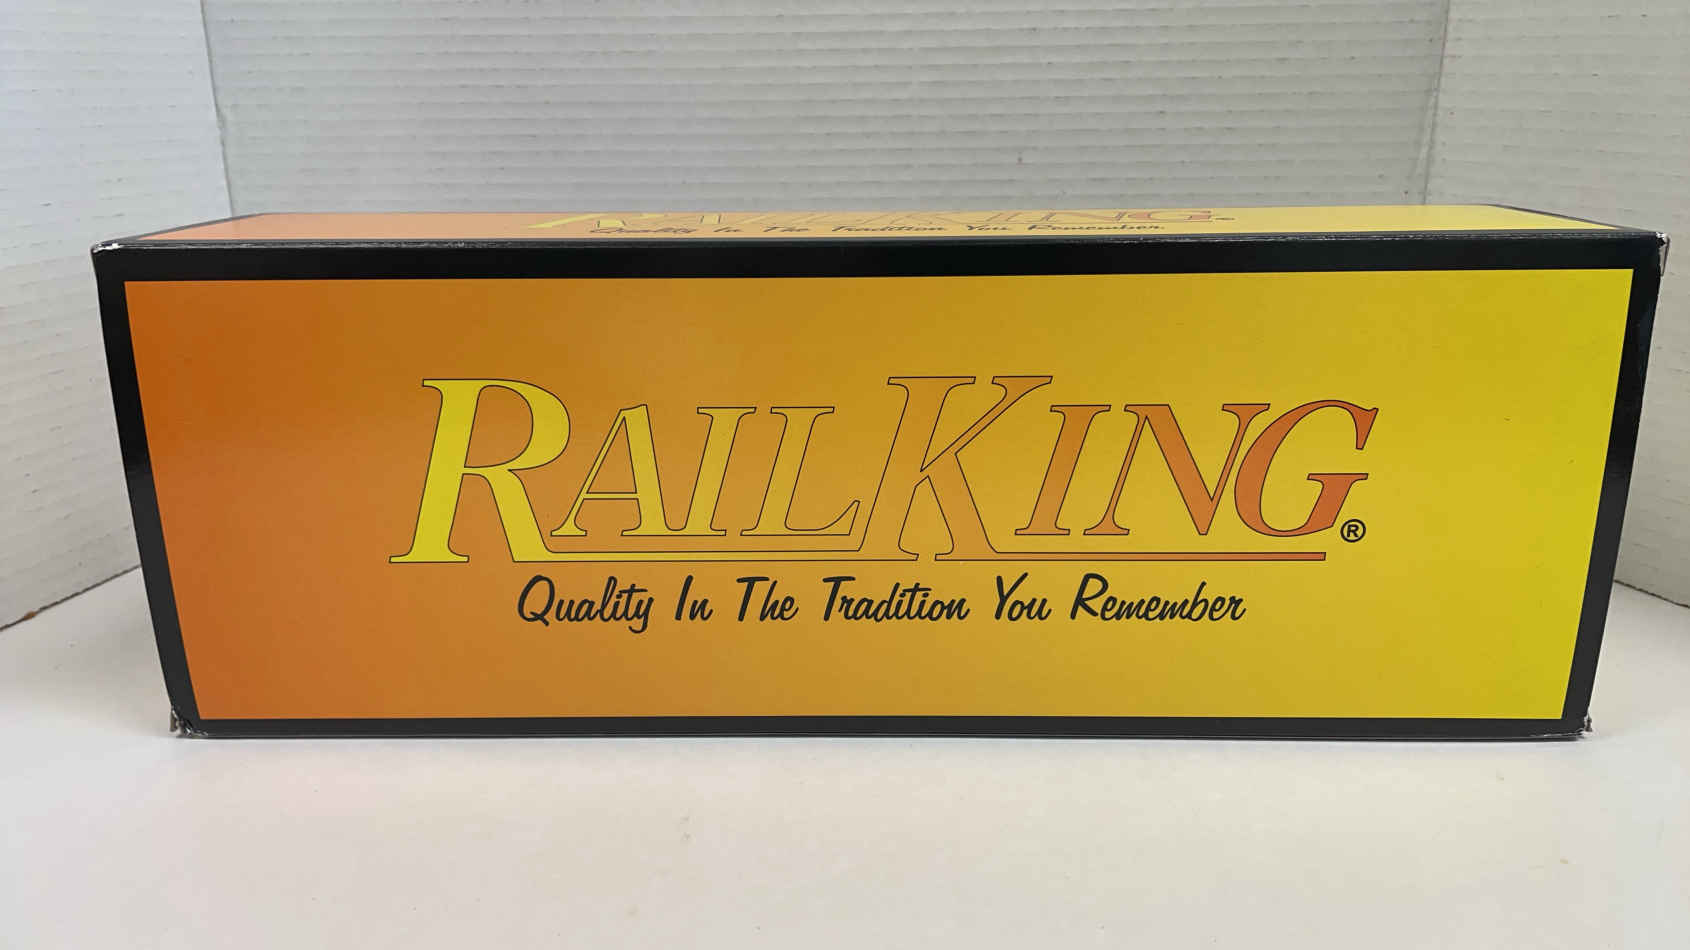 RAILKING®
Quality In The Tradition You Remember
RAILKING®
Quality In The Tradition You Remember